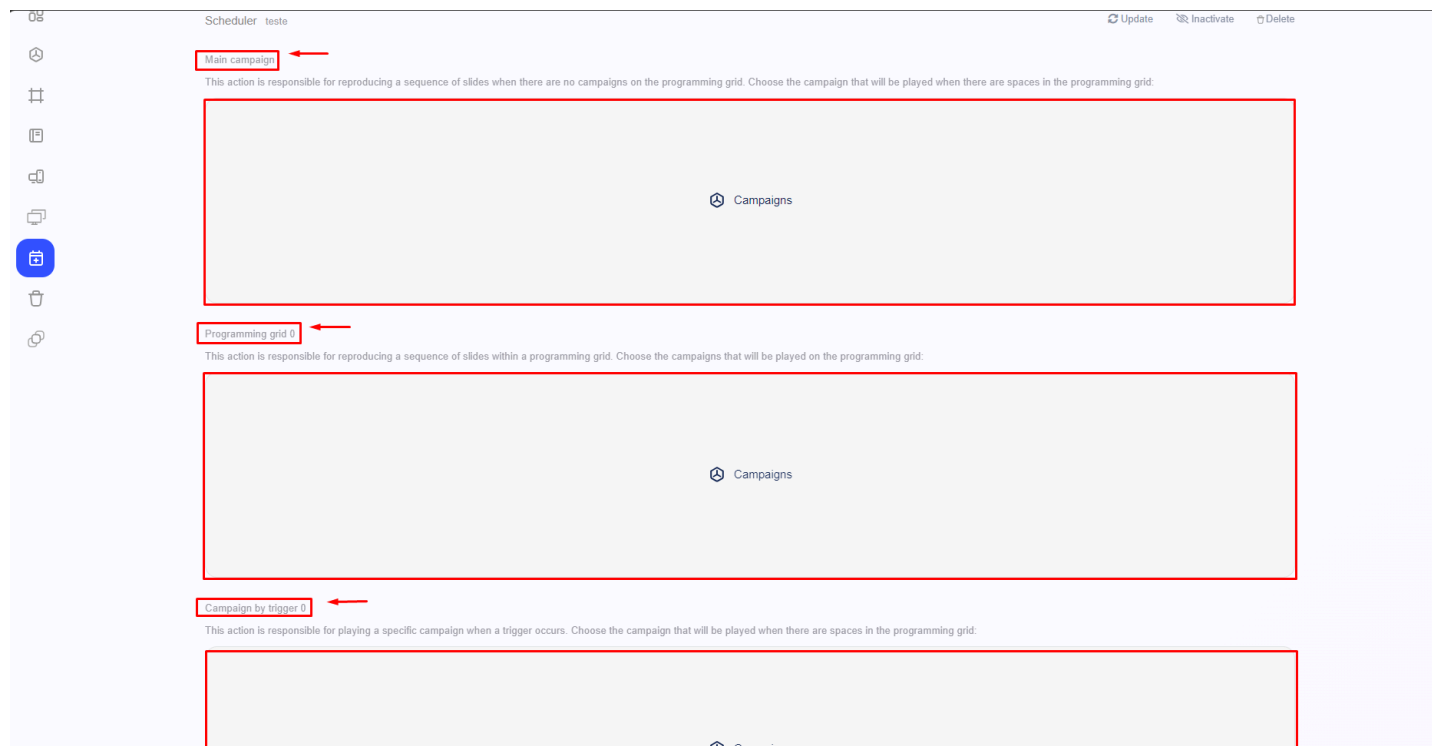 Scheduler teste
Update Inactivate Delete
Main campaign
This action is responsible for reproducing a sequence of slides when there are no campaigns on the programming grid. Choose the campaign that will be played when there are spaces in the programming grid:
Campaigns
Programming grid 0
This action is responsible for reproducing a sequence of slides within a programming grid. Choose the campaigns that will be played on the programming grid:
Campaigns
Campaign by trigger 0
This action is responsible for playing a specific campaign when a trigger occurs. Choose the campaign that will be played when there are spaces in the programming grid: